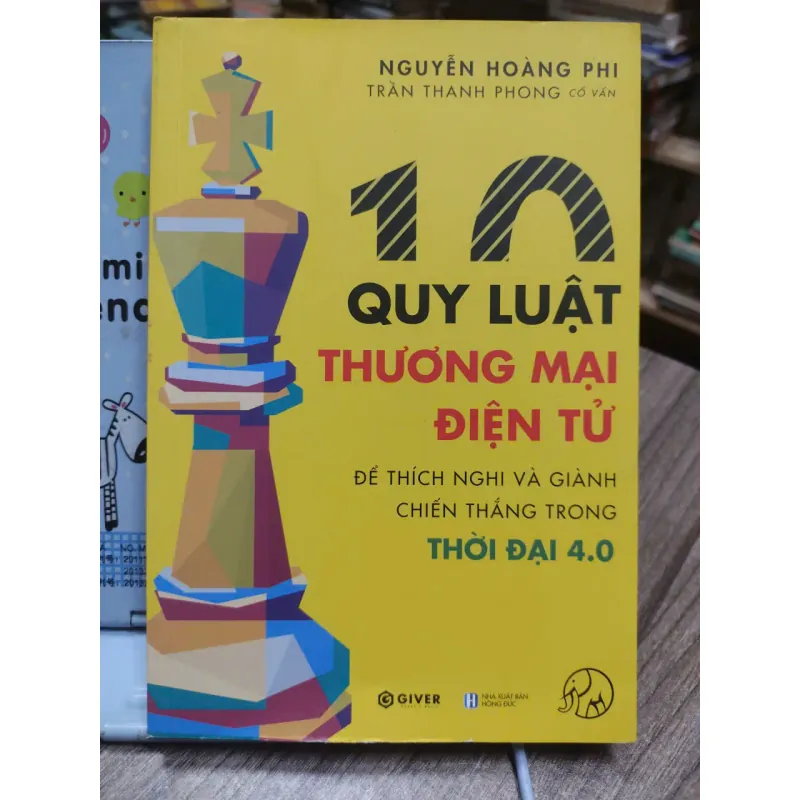 NGUYỄN HOÀNG PHI
TRẦN THANH PHONG CỐ VẤN
10
QUY LUẬT
THƯƠNG MẠI
ĐIỆN TỬ
ĐỂ THÍCH NGHI VÀ GIÀNH
CHIẾN THẮNG TRONG
THỜI ĐẠI 4.0
GIVER
NHÀ XUẤT BẢN
HỒNG ĐỨC
mi